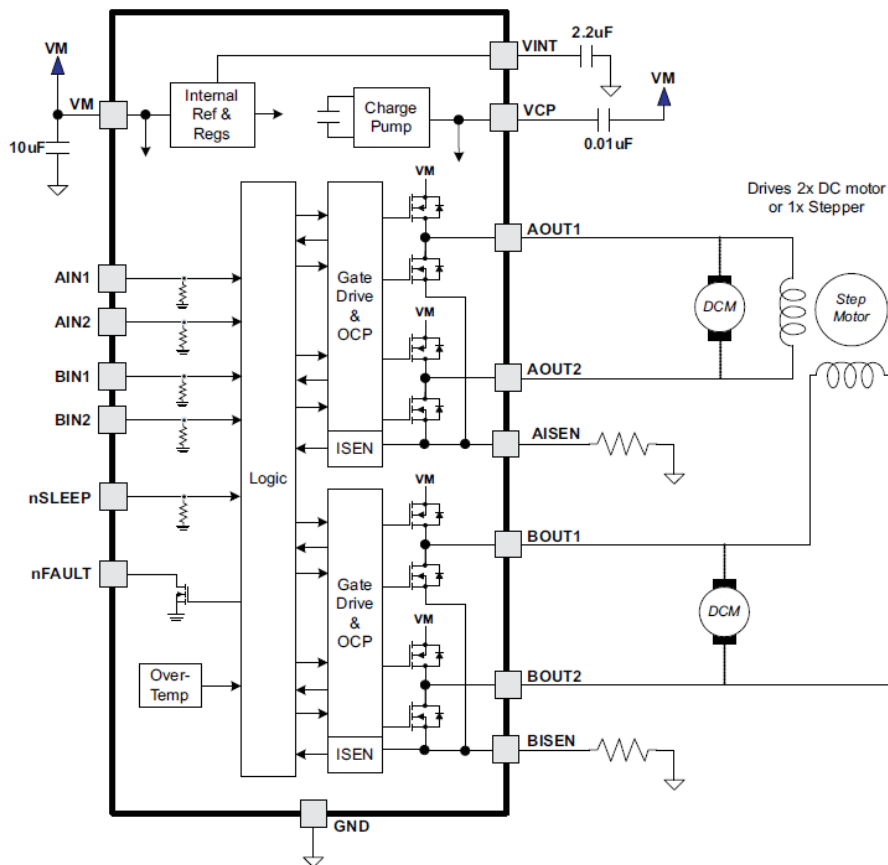 VINT
2.2uF
VM
VM
VM
Internal
Ref &
Regs
Charge
Pump
VCP
10uF
0.01uF
VM
Drives 2x DC motor
or 1x Stepper
AOUT1
AIN1
AIN2
BIN1
BIN2
Gate
Drive
&
OCP
VM
DCM
Step
Motor
AOUT2
ISEN
AISEN
Logic
VM
nSLEEP
BOUT1
nFAULT
Gate
Drive
&
OCP
VM
DCM
Over-
Temp
BOUT2
ISEN
BISEN
GND